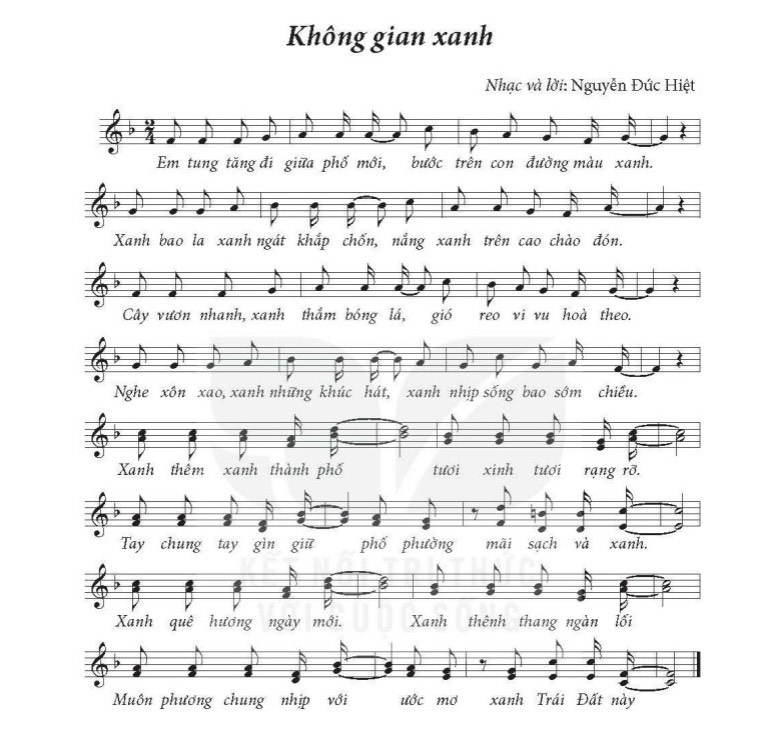 Không gian xanh
Nhạc và lời: Nguyễn Đức Hiệt
2
4
Em tung tăng đi giữa phố mới, bước trên con đường màu xanh.
Xanh bao la xanh ngát khắp chốn, nắng xanh trên cao chào đón.
Cây vươn nhanh, xanh thắm bóng lá, gió reo vi vu hoà theo.
Nghe xôn xao, xanh những khúc hát, xanh nhịp sống bao sớm chiều.
Xanh thêm xanh thành phố tươi xinh tươi rạng rỡ.
Tay chung tay gìn giữ phố phường mãi sạch và xanh.
KẾT NỐI TRI THỨC
Xanh quê hương ngày mới. Xanh thênh thang ngàn lối
VỚI CUỘC SỐNG
Muôn phương chung nhịp với ước mơ xanh Trái Đất này